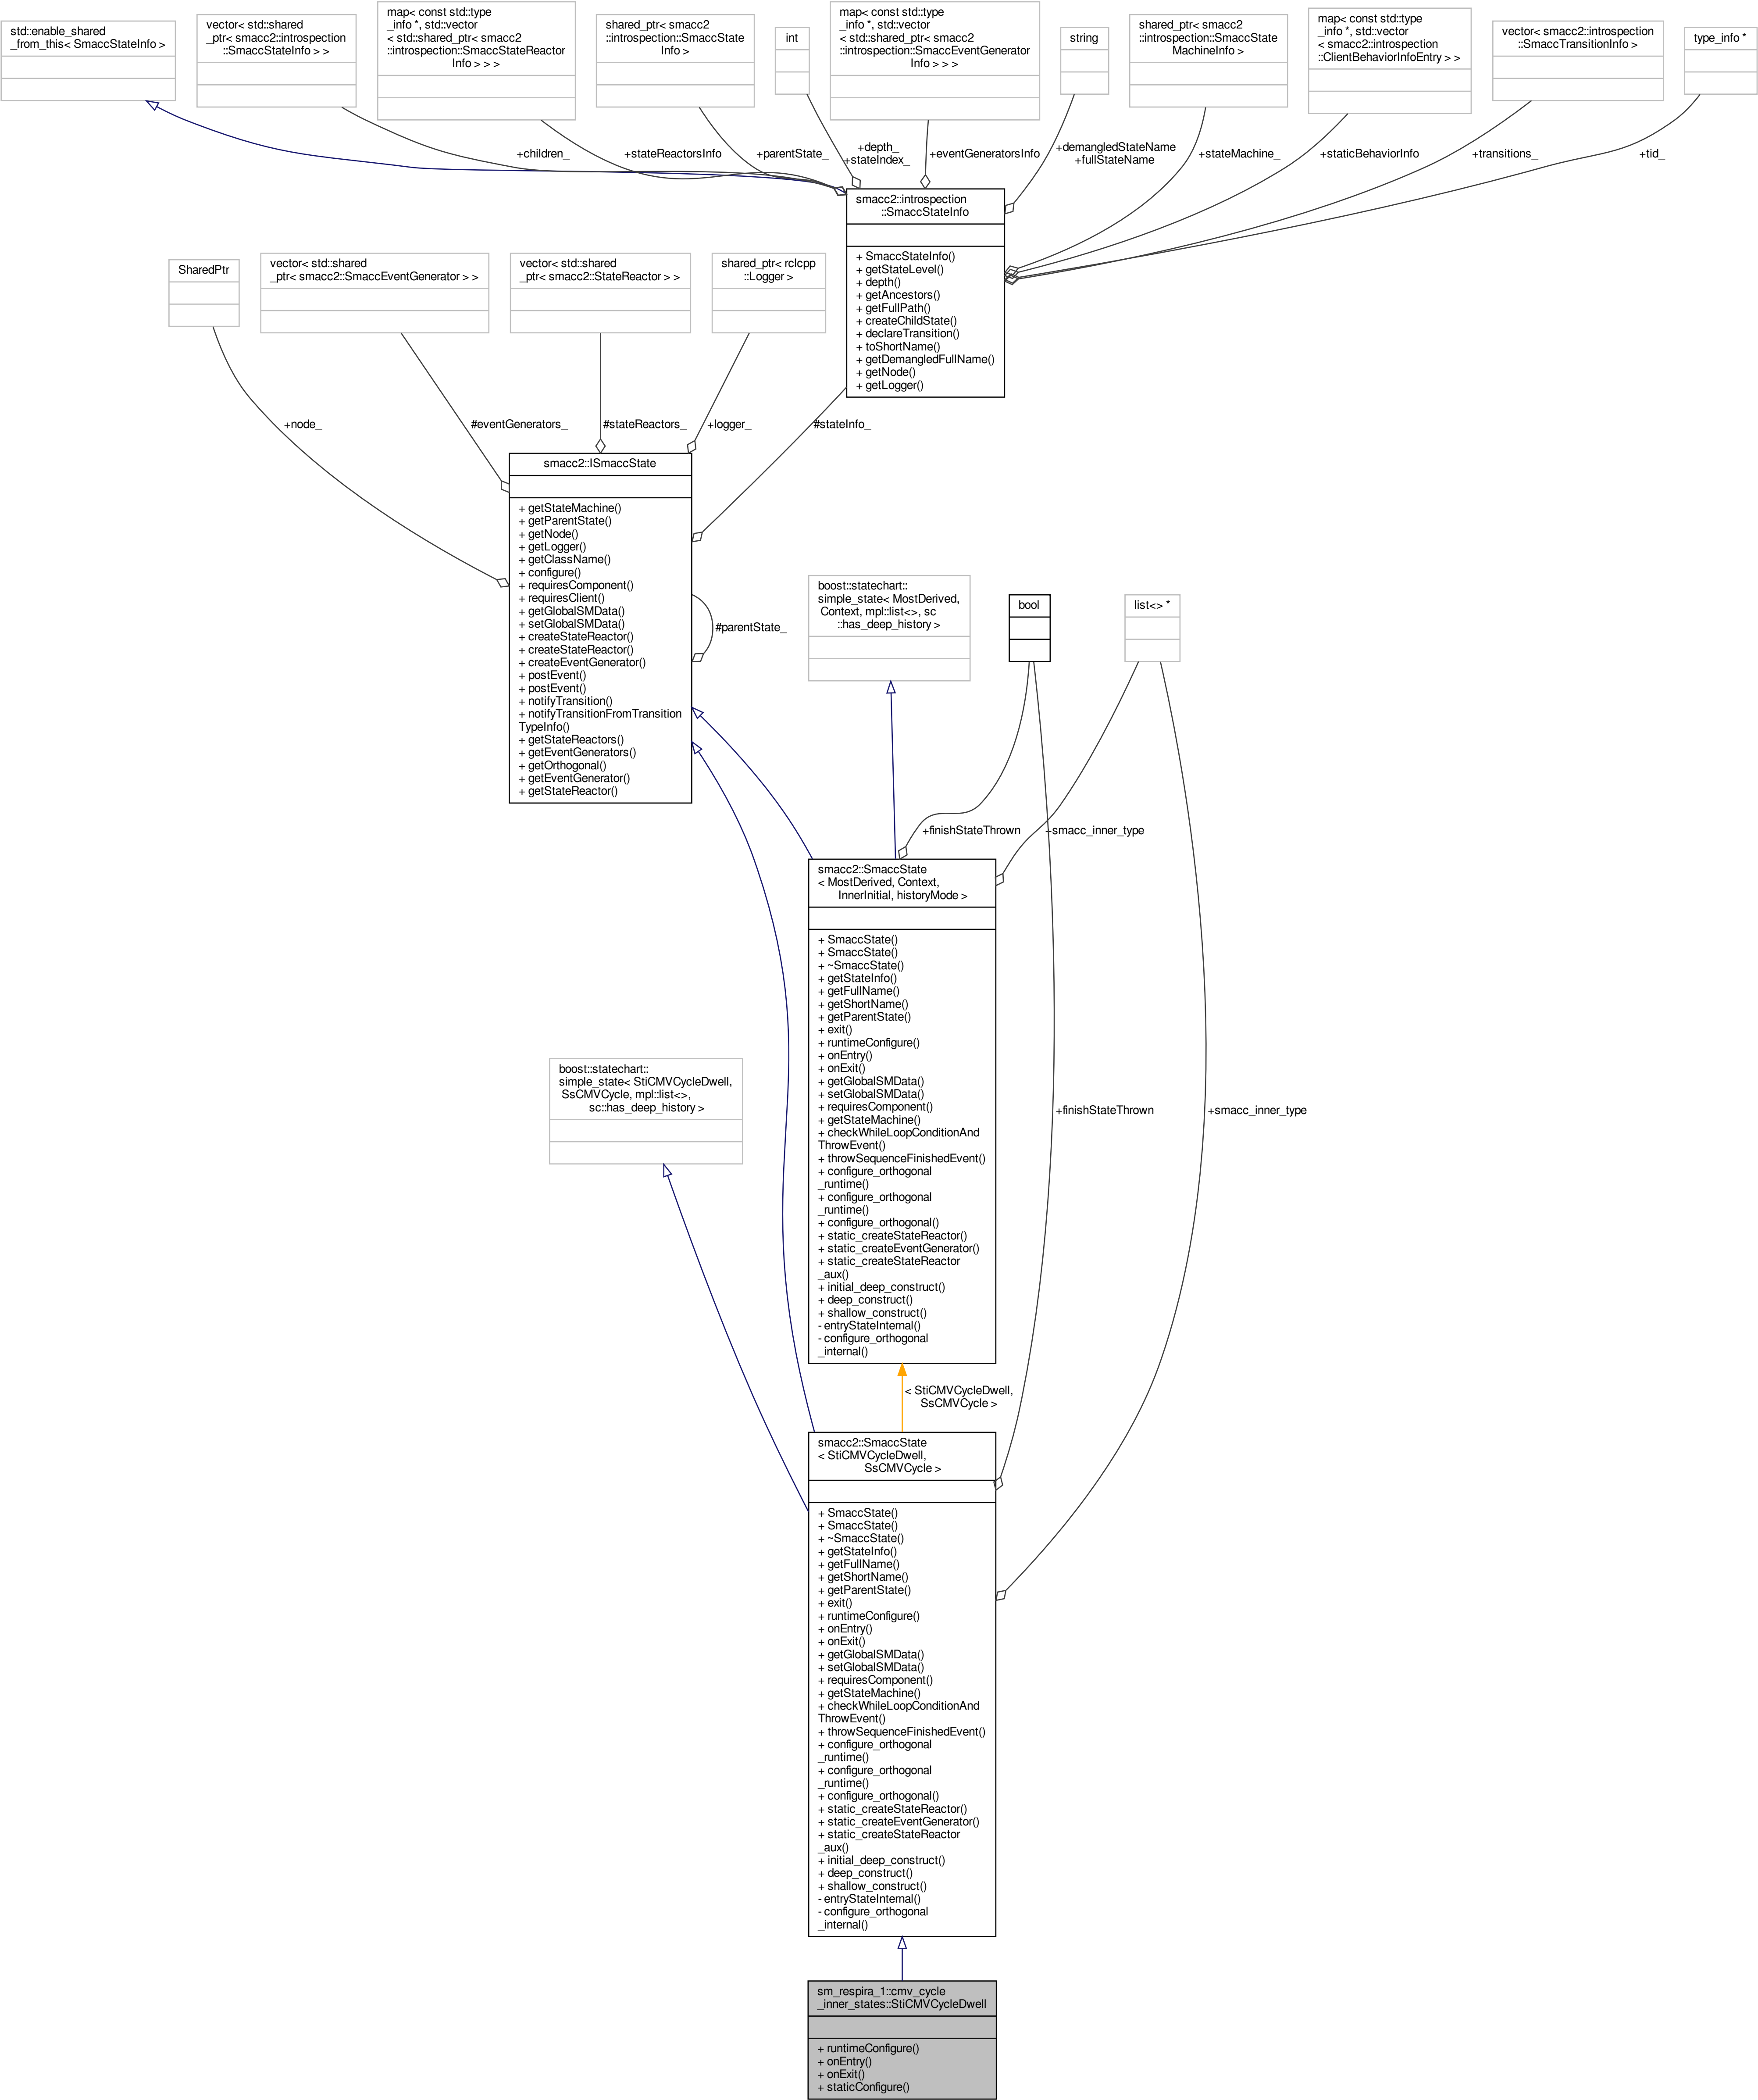 std::enable_shared
_from_this< SmaccStateInfo >
vector< std::shared
_ptr< smacc2::introspection
::SmaccStateInfo > >
map< const std::type
_info *, std::vector
< std::shared_ptr< smacc2
::introspection::SmaccStateReactor
Info > > >
shared_ptr< smacc2
::introspection::SmaccState
Info >
int
map< const std::type
_info *, std::vector
< std::shared_ptr< smacc2
::introspection::SmaccEventGenerator
Info > > >
string
shared_ptr< smacc2
::introspection::SmaccState
MachineInfo >
map< const std::type
_info *, std::vector
< smacc2::introspection
::ClientBehaviorInfoEntry > >
vector< smacc2::introspection
::SmaccTransitionInfo >
type_info *
+children_
+stateReactorsInfo
+parentState_
+depth_
+stateIndex_
+eventGeneratorsInfo
+demangledStateName
+fullStateName
+stateMachine_
+staticBehaviorInfo
+transitions_
+tid_
smacc2::introspection
::SmaccStateInfo
+ SmaccStateInfo()
+ getStateLevel()
+ depth()
+ getAncestors()
+ getFullPath()
+ createChildState()
+ declareTransition()
+ toShortName()
+ getDemangledFullName()
+ getNode()
+ getLogger()
SharedPtr
vector< std::shared
_ptr< smacc2::SmaccEventGenerator > >
vector< std::shared
_ptr< smacc2::StateReactor > >
shared_ptr< rclcpp
::Logger >
+node_
#eventGenerators_
#stateReactors_
+logger_
#stateInfo_
smacc2::ISmaccState
+ getStateMachine()
+ getParentState()
+ getNode()
+ getLogger()
+ getClassName()
+ configure()
+ requiresComponent()
+ requiresClient()
+ getGlobalSMData()
+ setGlobalSMData()
+ createStateReactor()
+ createStateReactor()
+ createEventGenerator()
+ postEvent()
+ postEvent()
+ notifyTransition()
+ notifyTransitionFromTransition
TypeInfo()
+ getStateReactors()
+ getEventGenerators()
+ getOrthogonal()
+ getEventGenerator()
+ getStateReactor()
#parentState_
boost::statechart::
simple_state< MostDerived,
Context, mpl::list<>, sc
::has_deep_history >
bool
list<> *
+finishStateThrown
+smacc_inner_type
smacc2::SmaccState
< MostDerived, Context,
InnerInitial, historyMode >
+ SmaccState()
+ SmaccState()
+ ~SmaccState()
+ getStateInfo()
+ getFullName()
+ getShortName()
+ getParentState()
+ exit()
+ runtimeConfigure()
+ onEntry()
+ onExit()
+ getGlobalSMData()
+ setGlobalSMData()
+ requiresComponent()
+ getStateMachine()
+ checkWhileLoopConditionAnd
ThrowEvent()
+ throwSequenceFinishedEvent()
+ configure_orthogonal
_runtime()
+ configure_orthogonal
_runtime()
+ configure_orthogonal()
+ static_createStateReactor()
+ static_createEventGenerator()
+ static_createStateReactor
_aux()
+ initial_deep_construct()
+ deep_construct()
+ shallow_construct()
- entryStateInternal()
- configure_orthogonal
_internal()
boost::statechart::
simple_state< StiCMVCycleDwell,
SsCMVCycle, mpl::list<>,
sc::has_deep_history >
+finishStateThrown
+smacc_inner_type
< StiCMVCycleDwell,
SsCMVCycle >
smacc2::SmaccState
< StiCMVCycleDwell,
SsCMVCycle >
+ SmaccState()
+ SmaccState()
+ ~SmaccState()
+ getStateInfo()
+ getFullName()
+ getShortName()
+ getParentState()
+ exit()
+ runtimeConfigure()
+ onEntry()
+ onExit()
+ getGlobalSMData()
+ setGlobalSMData()
+ requiresComponent()
+ getStateMachine()
+ checkWhileLoopConditionAnd
ThrowEvent()
+ throwSequenceFinishedEvent()
+ configure_orthogonal
_runtime()
+ configure_orthogonal
_runtime()
+ configure_orthogonal()
+ static_createStateReactor()
+ static_createEventGenerator()
+ static_createStateReactor
_aux()
+ initial_deep_construct()
+ deep_construct()
+ shallow_construct()
- entryStateInternal()
- configure_orthogonal
_internal()
sm_respira_1::cmv_cycle
_inner_states::StiCMVCycleDwell
+ runtimeConfigure()
+ onEntry()
+ onExit()
+ staticConfigure()